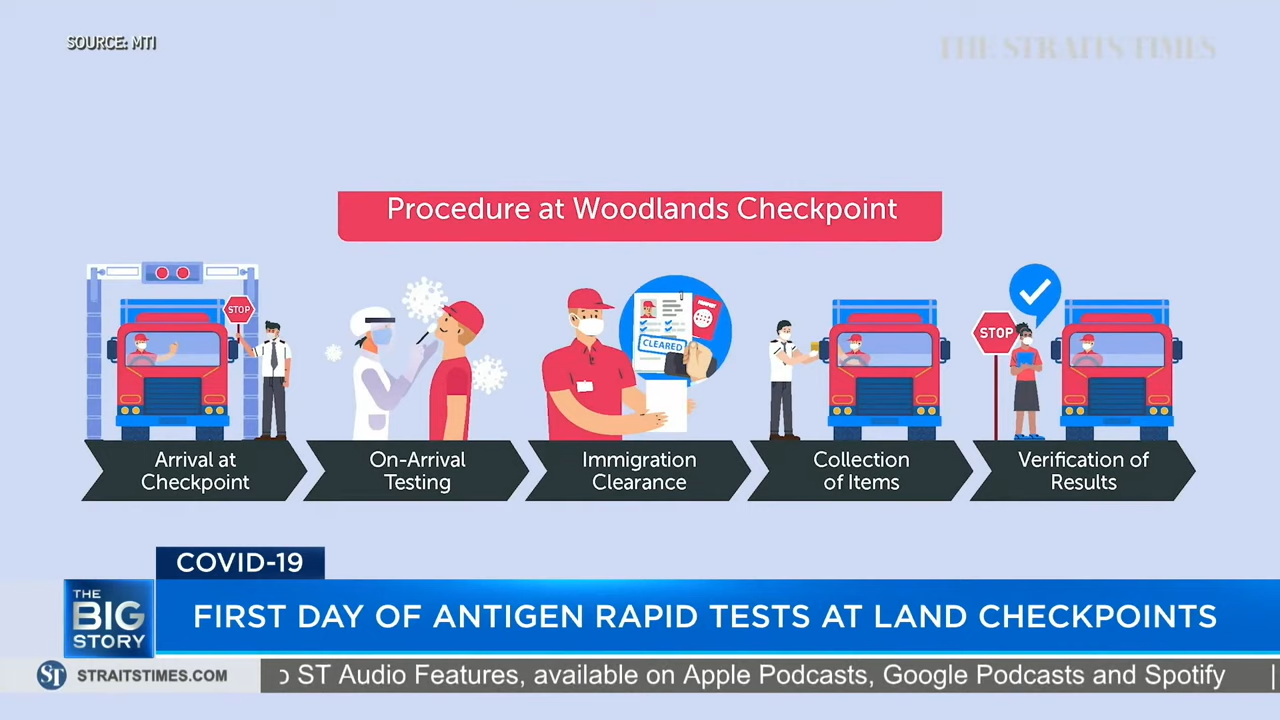 SOURCE: MTI
THE STRAITS TIMES
Procedure at Woodlands Checkpoint
STOP
CLEARED
STOP
Arrival at
Checkpoint
On-Arrival
Testing
Immigration
Clearance
Collection
of Items
Verification of
Results
COVID-19
THE
BIG
STORY
FIRST DAY OF ANTIGEN RAPID TESTS AT LAND CHECKPOINTS
ST
STRAITSTIMES.COM
ST Audio Features, available on Apple Podcasts, Google Podcasts and Spotify